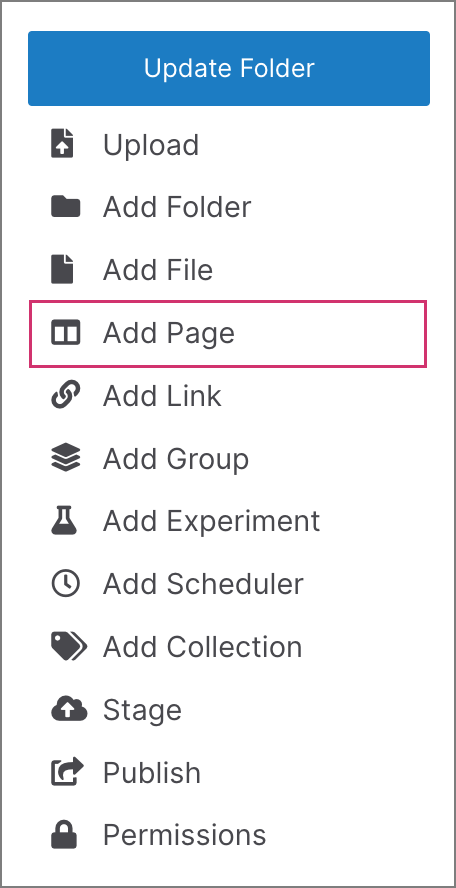 Update Folder
Upload
Add Folder
Add File
Add Page
Add Link
Add Group
Add Experiment
Add Scheduler
Add Collection
Stage
Publish
Permissions